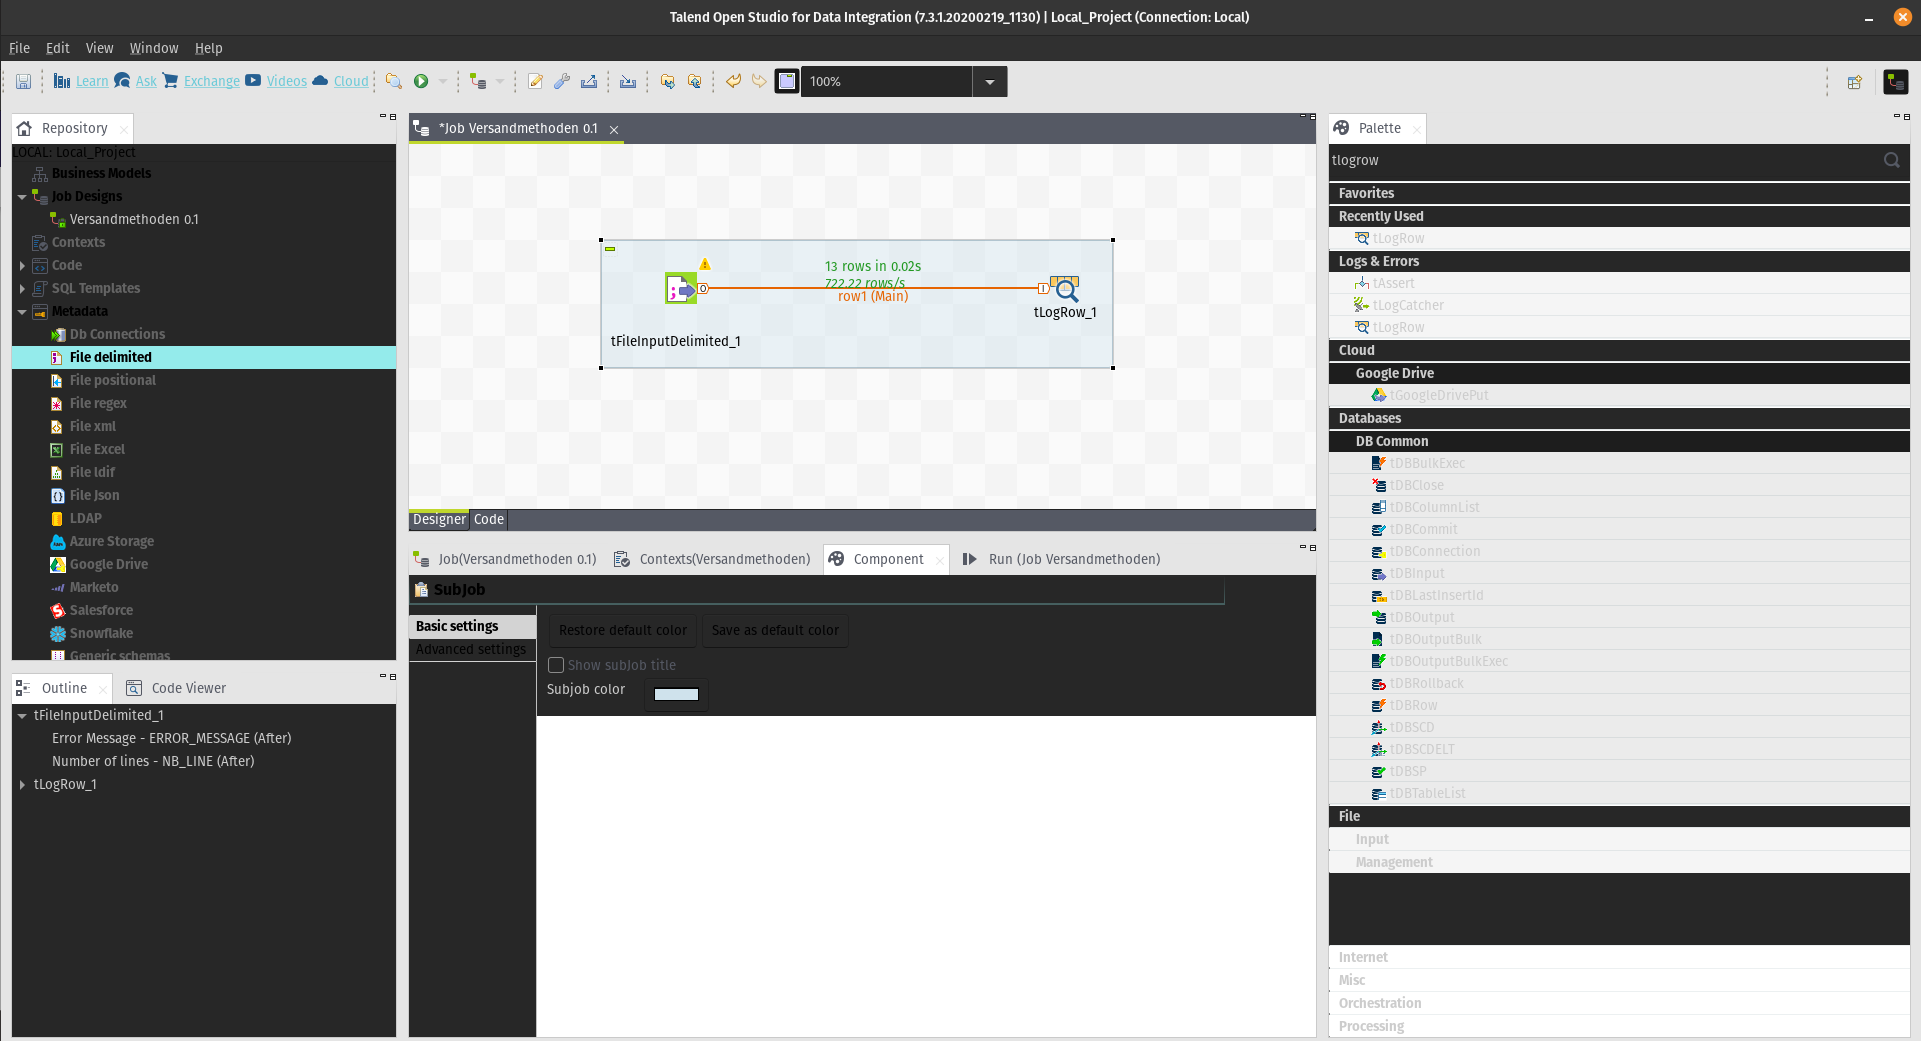 Talend Open Studio for Data Integration (7.3.1.20200219_1130) | Local_Project (Connection: Local)
File Edit View Window Help
Learn Ask Exchange Videos Cloud 100%
Repository
LOCAL: Local_Project
Business Models
Job Designs
Versandmethoden 0.1
Contexts
Code
SQL Templates
Metadata
Db Connections
File delimited
File positional
File regex
File xml
File Excel
File ldif
File Json
LDAP
Azure Storage
Google Drive
Marketo
Salesforce
Snowflake
Generic schemas
Outline Code Viewer
tFileInputDelimited_1
Error Message - ERROR_MESSAGE (After)
Number of lines - NB_LINE (After)
tLogRow_1
*Job Versandmethoden 0.1
13 rows in 0.02s
722.22 rows/s
row1 (Main)
tLogRow_1
tFileInputDelimited_1
Designer Code
Job(Versandmethoden 0.1) Contexts(Versandmethoden) Component Run (Job Versandmethoden)
SubJob
Basic settings
Advanced settings
Restore default color Save as default color
Show subJob title
Subjob color
Palette
tlogrow
Favorites
Recently Used
tLogRow
Logs & Errors
tAssert
tLogCatcher
tLogRow
Cloud
Google Drive
tGoogleDrivePut
Databases
DB Common
tDBBulkExec
tDBClose
tDBColumnList
tDBCommit
tDBConnection
tDBInput
tDBLastInsertId
tDBOutput
tDBOutputBulk
tDBOutputBulkExec
tDBRollback
tDBRow
tDBSCD
tDBSCDELT
tDBSP
tDBTableList
File
Input
Management
Internet
Misc
Orchestration
Processing